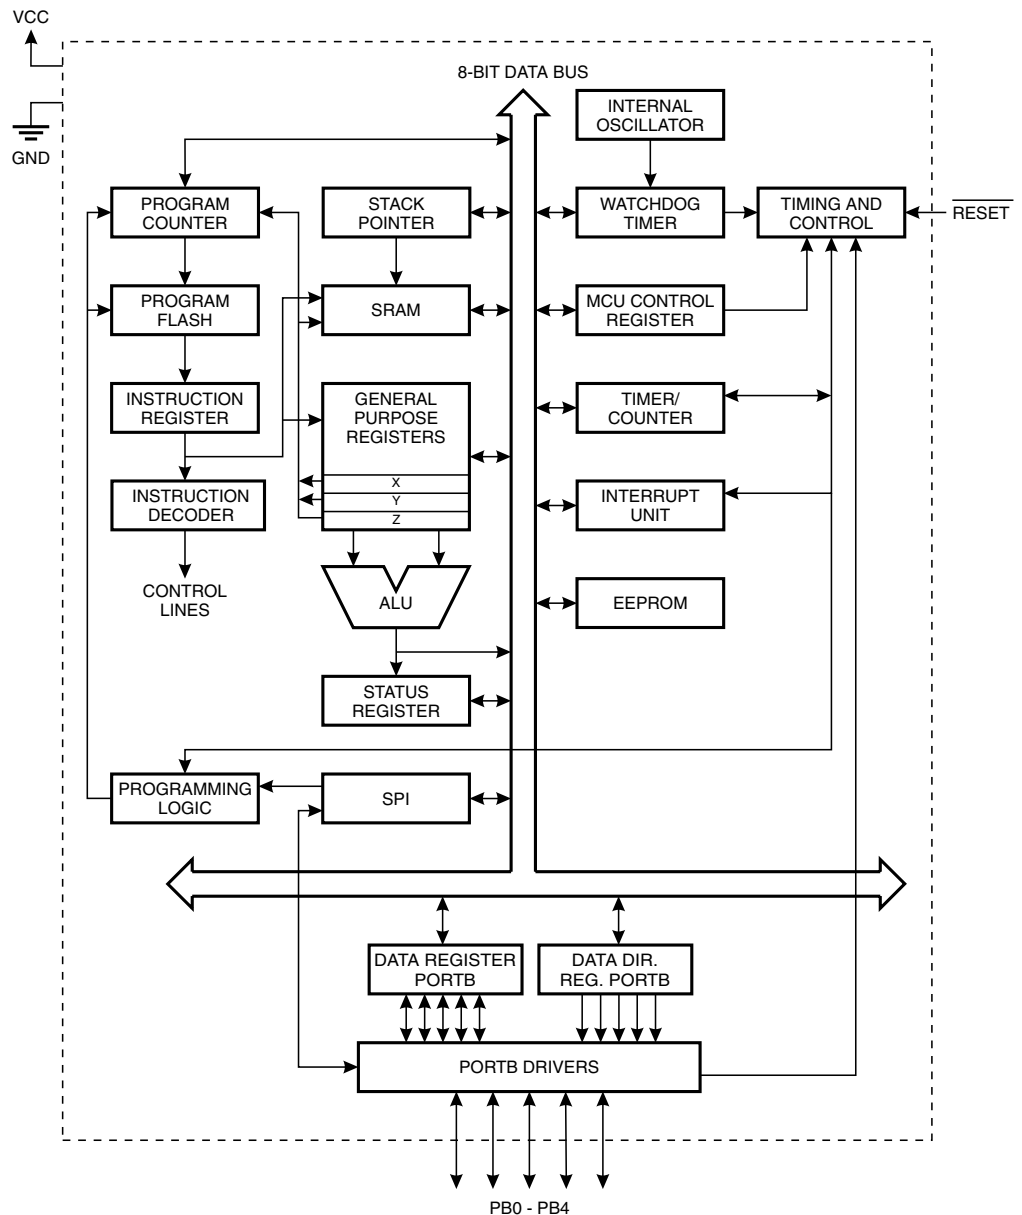 VCC
GND
8-BIT DATA BUS
INTERNAL
OSCILLATOR
PROGRAM
COUNTER
STACK
POINTER
WATCHDOG
TIMER
TIMING AND
CONTROL
RESET
PROGRAM
FLASH
SRAM
MCU CONTROL
REGISTER
INSTRUCTION
REGISTER
GENERAL
PURPOSE
REGISTERS
X
Y
Z
TIMER/
COUNTER
INSTRUCTION
DECODER
INTERRUPT
UNIT
CONTROL
LINES
ALU
EEPROM
STATUS
REGISTER
PROGRAMMING
LOGIC
SPI
DATA REGISTER
PORTB
DATA DIR.
REG. PORTB
PORTB DRIVERS
PB0 - PB4